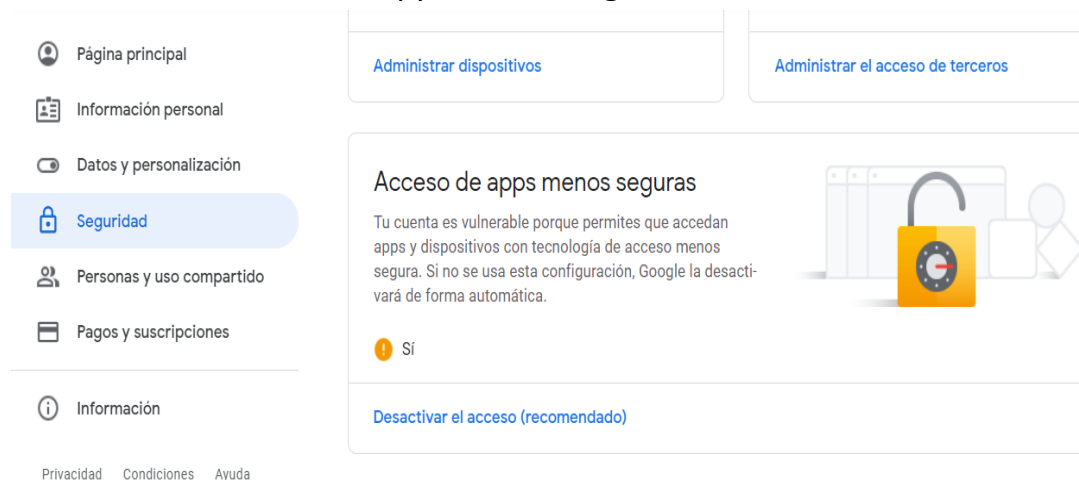 Página principal
Información personal
Datos y personalización
Seguridad
Personas y uso compartido
Pagos y suscripciones
Información
Privacidad Condiciones Ayuda
Administrar dispositivos
Administrar el acceso de terceros
Acceso de apps menos seguras
Tu cuenta es vulnerable porque permites que accedan
apps y dispositivos con tecnología de acceso menos
segura. Si no se usa esta configuración, Google la desacti-
vará de forma automática.
Sí
Desactivar el acceso (recomendado)